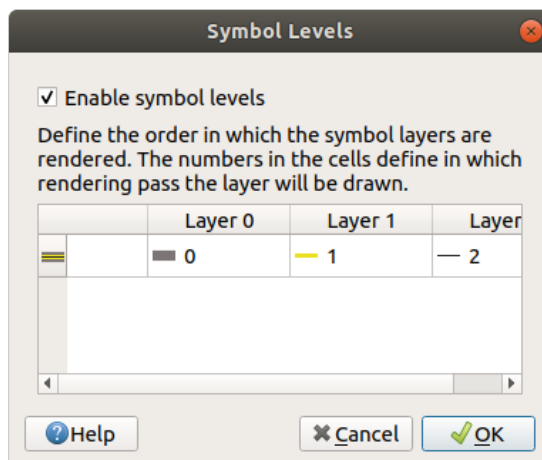 Symbol Levels
Enable symbol levels
Define the order in which the symbol layers are
rendered. The numbers in the cells define in which
rendering pass the layer will be drawn.
Layer 0 Layer 1 Layer
0 1 2
Help Cancel OK